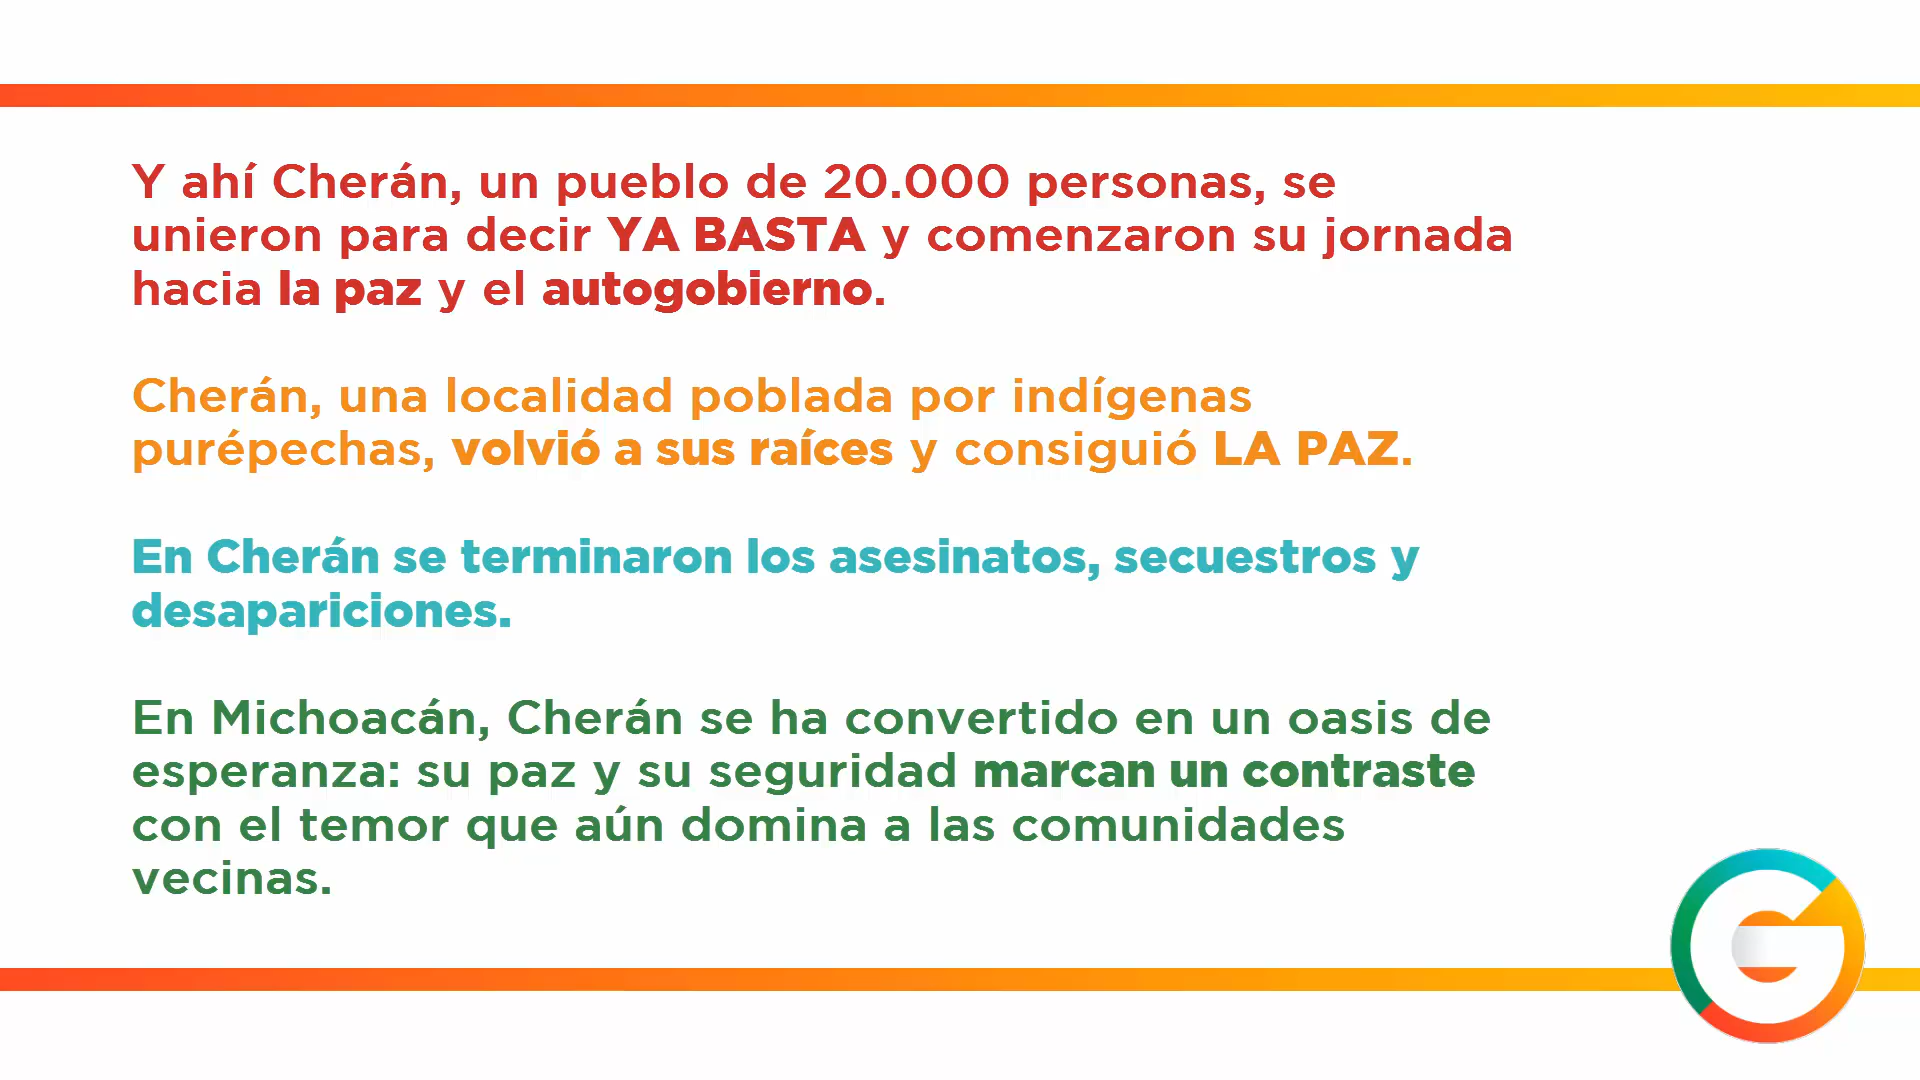 Y ahí Cherán, un pueblo de 20.000 personas, se
unieron para decir YA BASTA y comenzaron su jornada
hacia la paz y el autogobierno.
Cherán, una localidad poblada por indígenas
purépechas, volvió a sus raíces y consiguió LA PAZ.
En Cherán se terminaron los asesinatos, secuestros y
desapariciones.
En Michoacán, Cherán se ha convertido en un oasis de
esperanza: su paz y su seguridad marcan un contraste
con el temor que aún domina a las comunidades
vecinas.
G